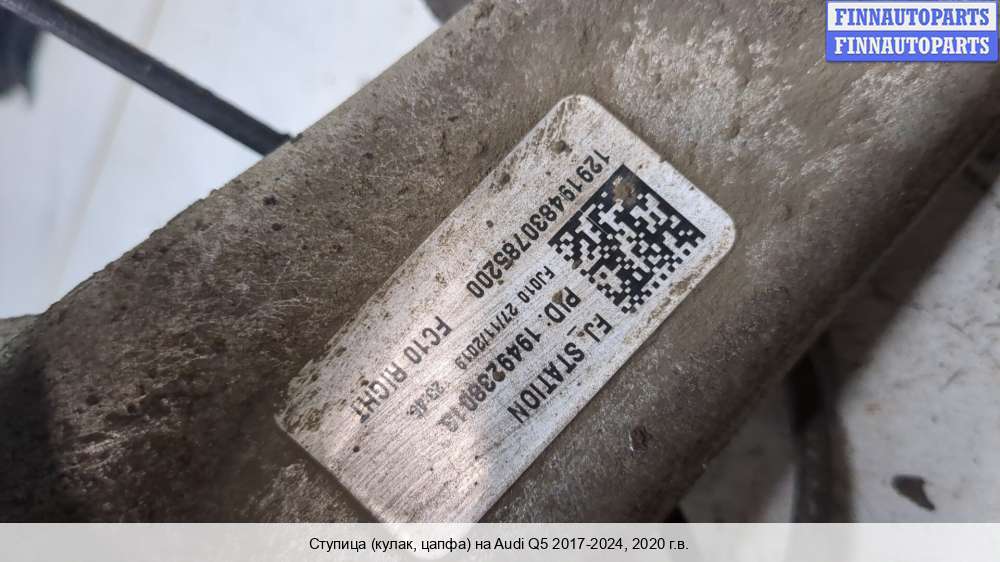 FINNAUTOPARTS
FINNAUTOPARTS
FJ_STATION
PID:
FJ010 27/11/2019
129194830785200
FC10 RIGHT
Ступица (кулак, цапфа) на Audi Q5 2017-2024, 2020 г.в.